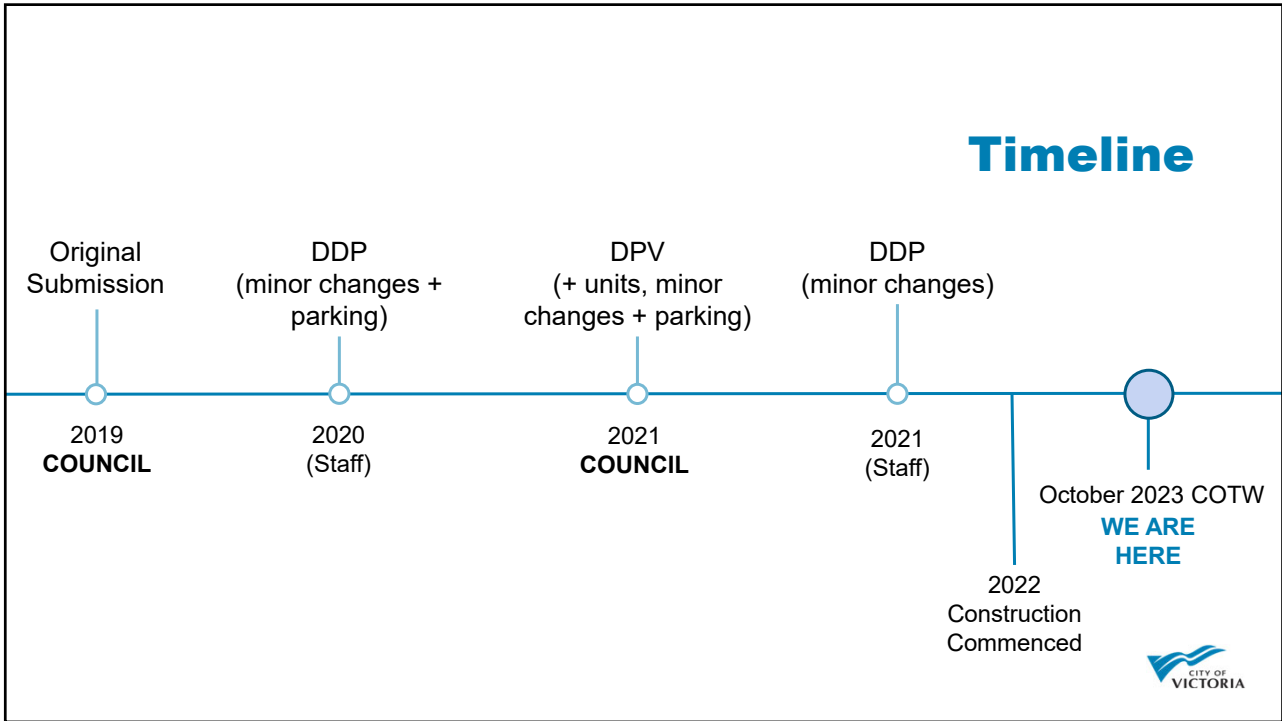 Timeline
Original
Submission
2019
COUNCIL
DDP
(minor changes +
parking)
2020
(Staff)
DPV
(+ units, minor
changes + parking)
2021
COUNCIL
DDP
(minor changes)
2021
(Staff)
2022
Construction
Commenced
October 2023 COTW
WE ARE
HERE
CITY OF
VICTORIA